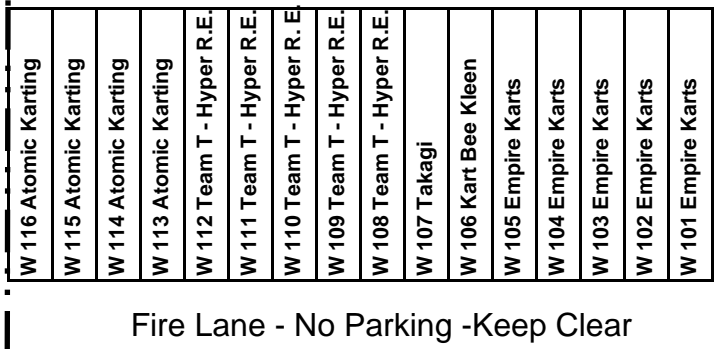 W 116 Atomic Karting
W 115 Atomic Karting
W 114 Atomic Karting
W 113 Atomic Karting
W 112 Team T - Hyper R.E.
W 111 Team T - Hyper R.E.
W 110 Team T - Hyper R. E.
W 109 Team T - Hyper R.E.
W 108 Team T - Hyper R.E.
W 107 Takagi
W 106 Kart Bee Kleen
W 105 Empire Karts
W 104 Empire Karts
W 103 Empire Karts
W 102 Empire Karts
W 101 Empire Karts
Fire Lane - No Parking -Keep Clear